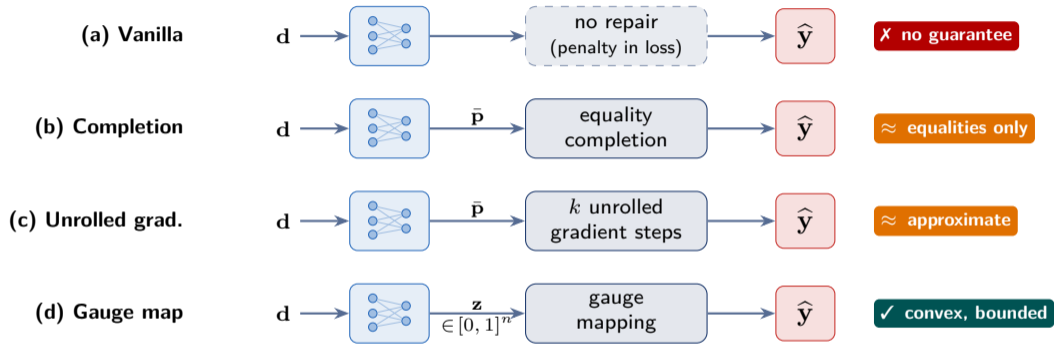 (a) Vanilla d no repair (penalty in loss) ŷ ✗ no guarantee
(b) Completion d p̄ equality completion ŷ ≈ equalities only
(c) Unrolled grad. d p̄ k unrolled gradient steps ŷ ≈ approximate
(d) Gauge map d z ∈ [0, 1]ⁿ gauge mapping ŷ ✓ convex, bounded